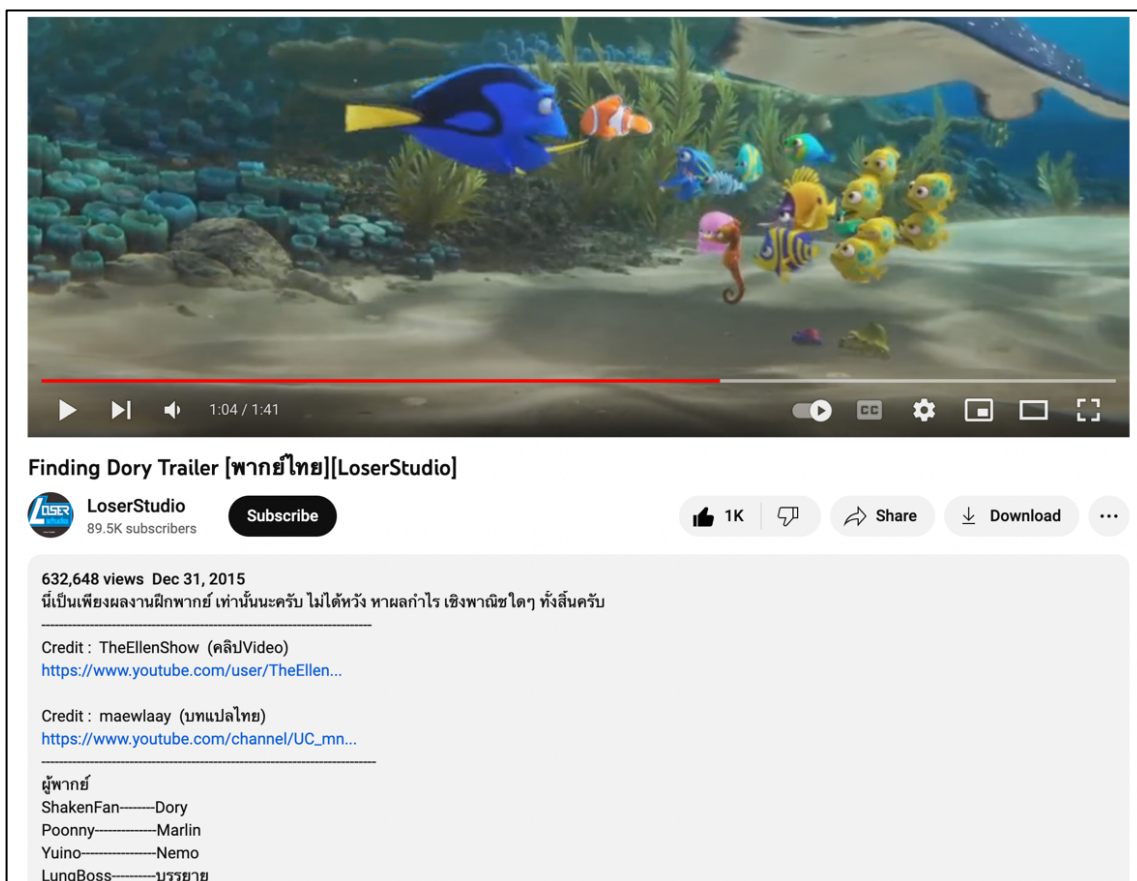 1:04 / 1:41
CC
Finding Dory Trailer [พากย์ไทย][LoserStudio]
LOSER
studio
LoserStudio
89.5K subscribers
Subscribe
1K
Share
Download
632,648 views Dec 31, 2015
นี่เป็นเพียงผลงานฝึกพากย์ เท่านั้นนะครับ ไม่ได้หวัง หาผลกำไร เชิงพาณิชใดๆ ทั้งสิ้นครับ
Credit : TheEllenShow (คลิปVideo)
https://www.youtube.com/user/TheEllen...
Credit : maewlaay (บทแปลไทย)
https://www.youtube.com/channel/UC_mn...
ผู้พากย์
ShakenFan--------Dory
Poonny--------------Marlin
Yuino-----------------Nemo
LungBoss----------บรรยาย